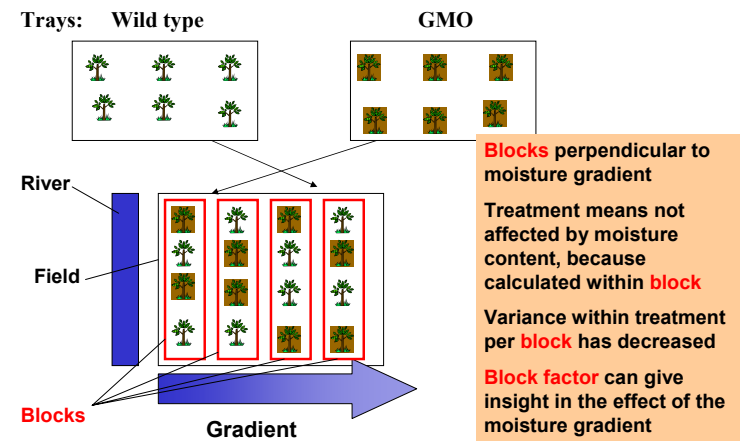 Trays: Wild type GMO
Blocks perpendicular to
moisture gradient
Treatment means not
affected by moisture
content, because
calculated within block
Variance within treatment
per block has decreased
Block factor can give
insight in the effect of the
moisture gradient
River
Field
Blocks
Gradient